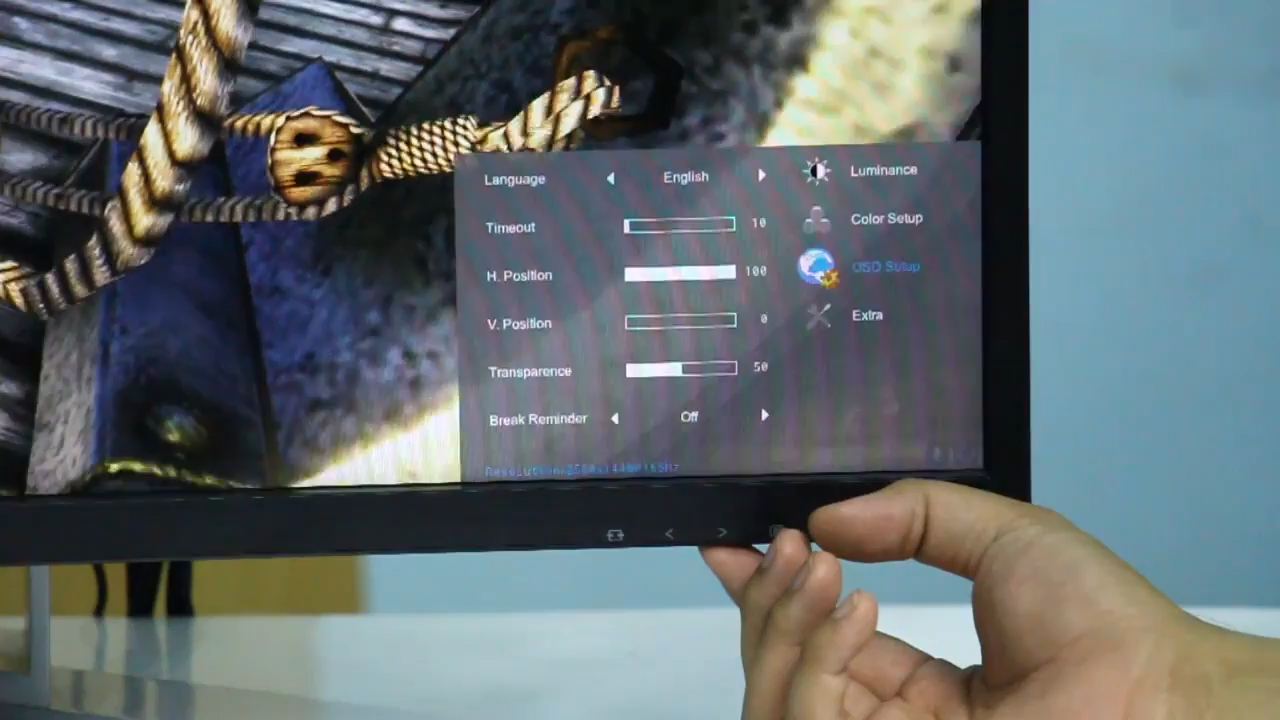 Language English
Timeout 10
H. Position 100
V. Position 0
Transparence 50
Break Reminder Off
Luminance
Color Setup
OSD Setup
Extra